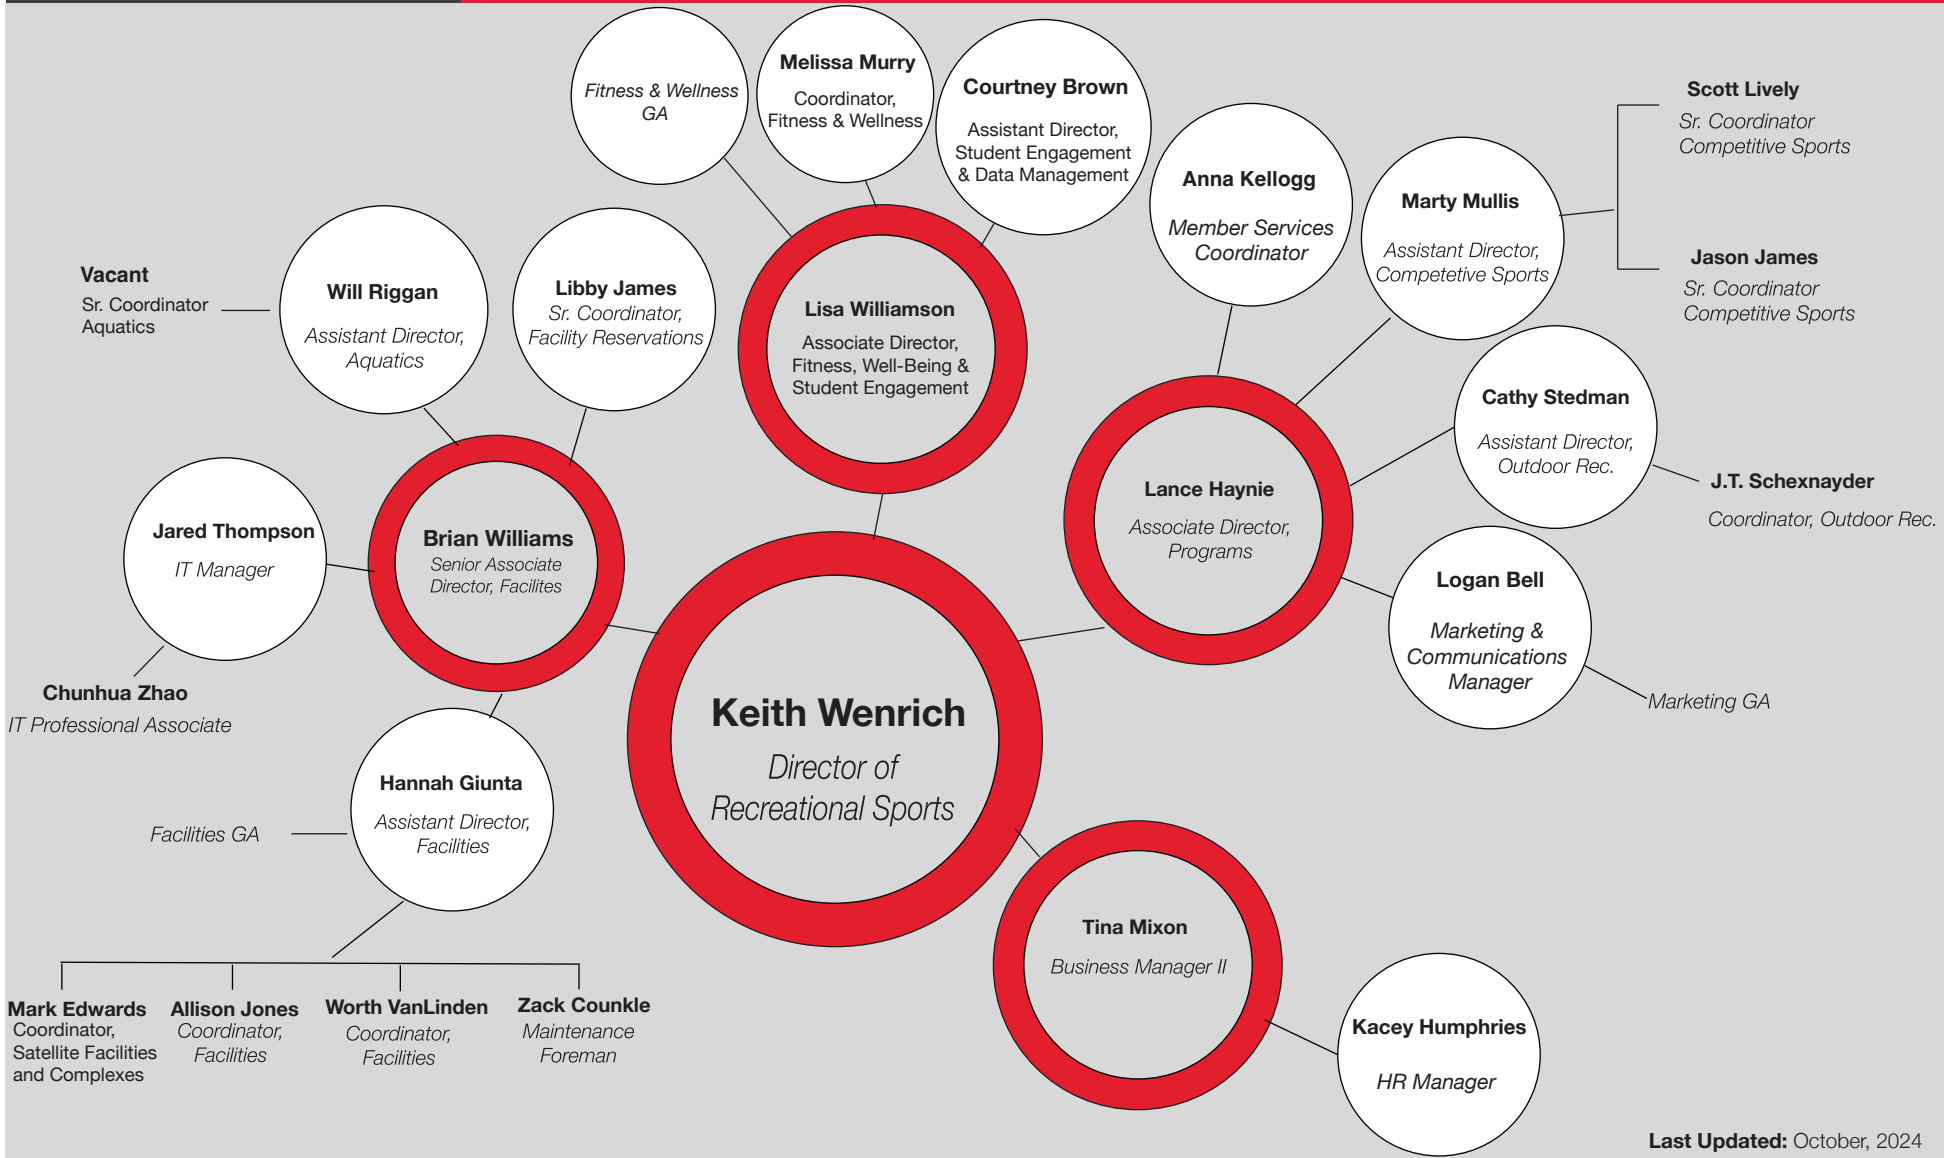 Fitness & Wellness
GA
Melissa Murry
Coordinator,
Fitness & Wellness
Courtney Brown
Assistant Director,
Student Engagement
& Data Management
Anna Kellogg
Member Services
Coordinator
Marty Mullis
Assistant Director,
Competetive Sports
Scott Lively
Sr. Coordinator
Competitive Sports
Jason James
Sr. Coordinator
Competitive Sports
Vacant
Sr. Coordinator
Aquatics
Will Riggan
Assistant Director,
Aquatics
Libby James
Sr. Coordinator,
Facility Reservations
Lisa Williamson
Associate Director,
Fitness, Well-Being &
Student Engagement
Cathy Stedman
Assistant Director,
Outdoor Rec.
J.T. Schexnayder
Coordinator, Outdoor Rec.
Lance Haynie
Associate Director,
Programs
Jared Thompson
IT Manager
Brian Williams
Senior Associate
Director, Facilites
Logan Bell
Marketing &
Communications
Manager
Marketing GA
Chunhua Zhao
IT Professional Associate
Keith Wenrich
Director of
Recreational Sports
Hannah Giunta
Assistant Director,
Facilities
Facilities GA
Tina Mixon
Business Manager II
Mark Edwards
Coordinator,
Satellite Facilities
and Complexes
Allison Jones
Coordinator,
Facilities
Worth VanLinden
Coordinator,
Facilities
Zack Counkle
Maintenance
Foreman
Kacey Humphries
HR Manager
Last Updated: October, 2024